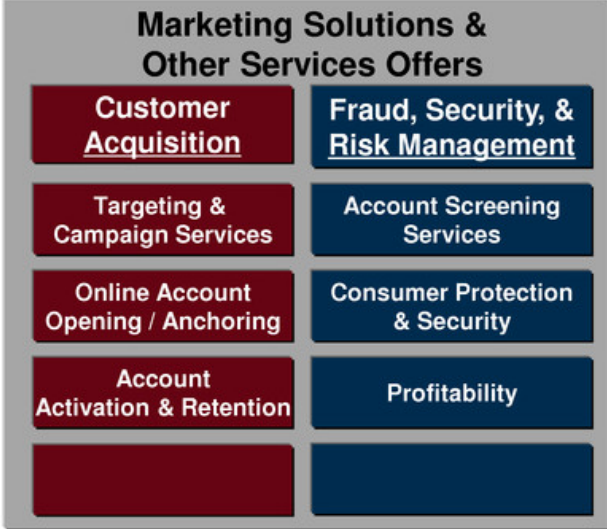 Marketing Solutions &
Other Services Offers
Customer
Acquisition
Fraud, Security, &
Risk Management
Targeting &
Campaign Services
Account Screening
Services
Online Account
Opening / Anchoring
Consumer Protection
& Security
Account
Activation & Retention
Profitability